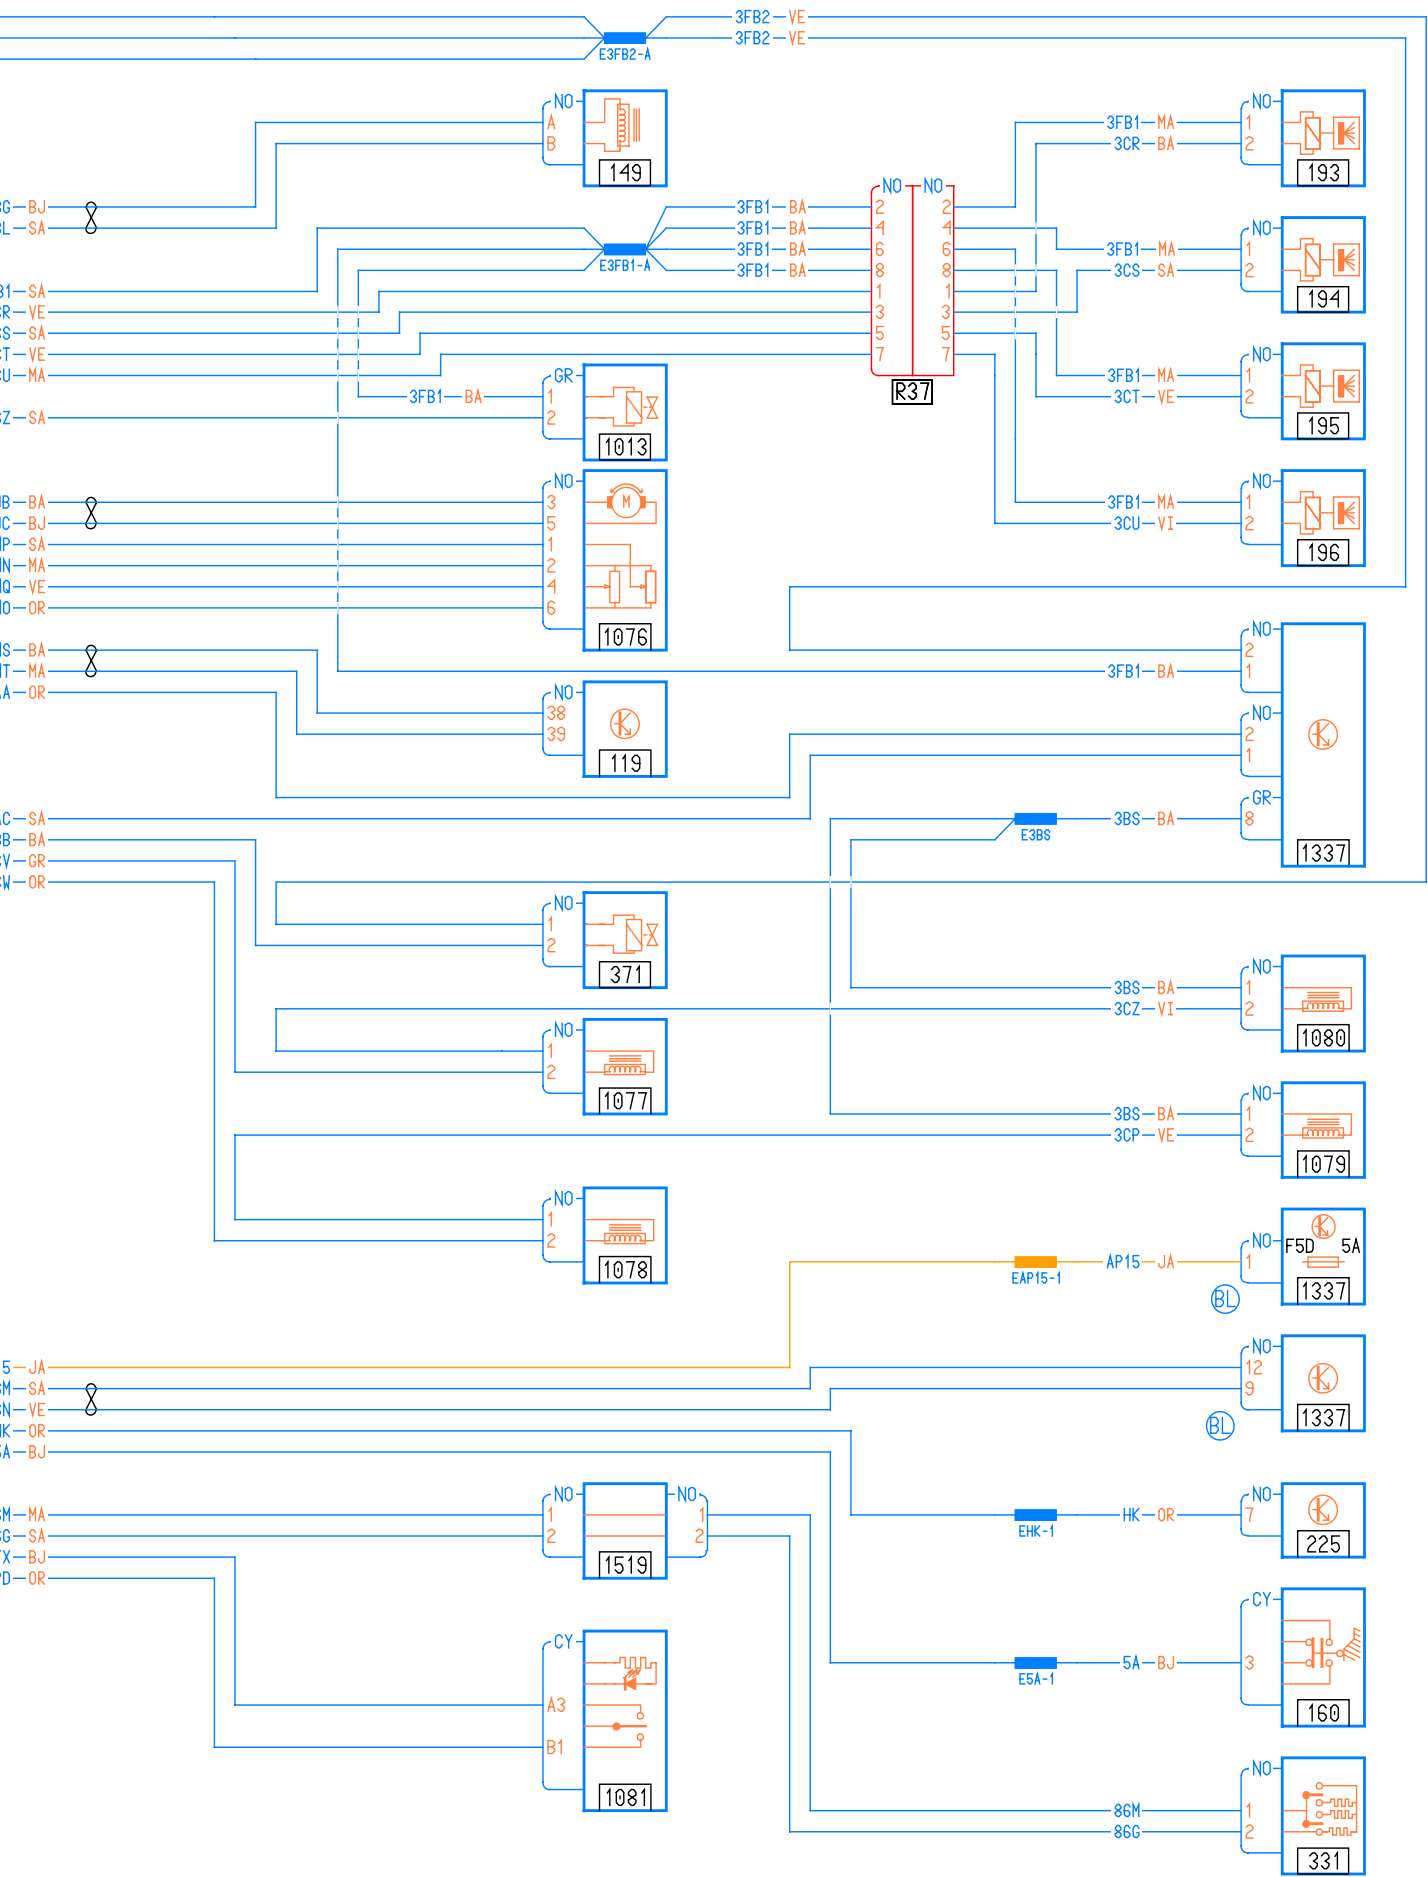 3FB2 VE
3FB2 VE
E3FB2-A
NO
A
B
149
NO
3FB1 MA 1
3CR BA 2
193
G BJ
L SA
3FB1 BA
3FB1 BA
3FB1 BA
3FB1 BA
E3FB1-A
NO NO
2 2
4 4
6 6
8 8
1 1
3 3
5 5
7 7
R37
NO
3FB1 MA 1
3CS SA 2
194
B1 SA
CR VE
CS SA
CT VE
CU MA
SZ SA
GR
3FB1 BA 1
2
1013
NO
3FB1 MA 1
3CT VE 2
195
NO
B BA 3
C BJ 5
P SA 1
N MA 2
Q VE 4
O OR 6
M
1076
NO
3FB1 MA 1
3CU VI 2
196
S BA
T MA
A OR
NO
38
39
119
NO
2
3FB1 BA 1
NO
2
1
GR
E3BS
3BS BA 8
1337
C SA
B BA
V GR
W OR
NO
1
2
371
NO
3BS BA 1
3CZ VI 2
1080
NO
1
2
1077
NO
3BS BA 1
3CP VE 2
1079
NO
1
2
1078
NO
EAP15-1
AP15 JA 1
F5D 5A
1337
BL
5 JA
M SA
N VE
K OR
A BJ
NO
12
9
1337
BL
M MA
G SA
X BJ
D OR
NO NO
1 1
2 2
1519
NO
EHK-1
HK OR 7
225
CY
E5A-1
5A BJ 3
160
CY
A3
B1
1081
NO
86M 1
86G 2
331